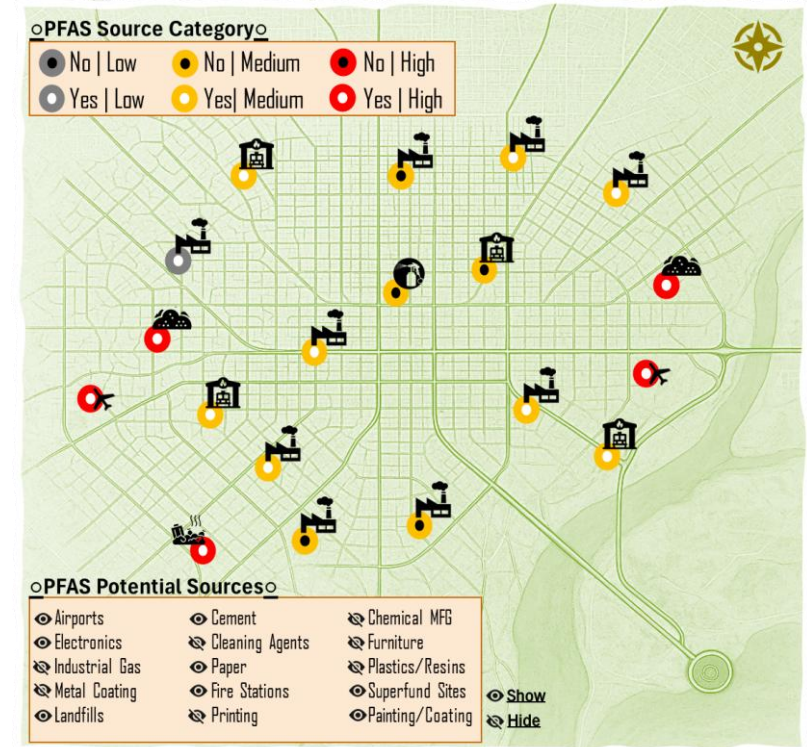 ○PFAS Source Category○
No | Low No | Medium No | High
Yes | Low Yes| Medium Yes | High
○PFAS Potential Sources○
Airports Cement Chemical MFG
Electronics Cleaning Agents Furniture
Industrial Gas Paper Plastics/Resins
Metal Coating Fire Stations Superfund Sites
Landfills Printing Painting/Coating
Show
Hide